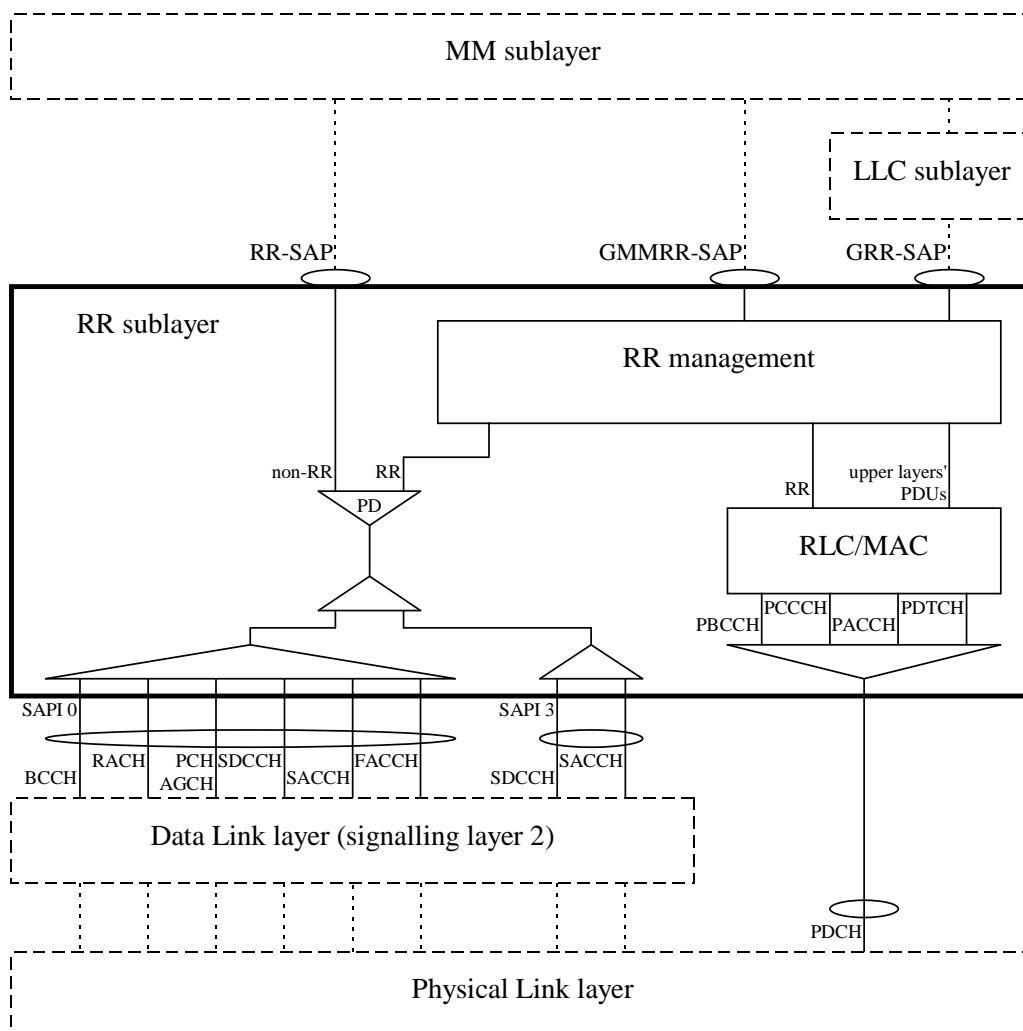 MM sublayer
LLC sublayer
RR-SAP
GMMRR-SAP
GRR-SAP
RR sublayer
RR management
non-RR
RR
PD
RR
upper layers'
PDUs
RLC/MAC
PBCCH
PCCCH
PACCH
PDTCH
SAPI 0
SAPI 3
BCCH
RACH
PCH
AGCH
SDCCH
SACCH
FACCH
SDCCH
SACCH
Data Link layer (signalling layer 2)
PDCH
Physical Link layer